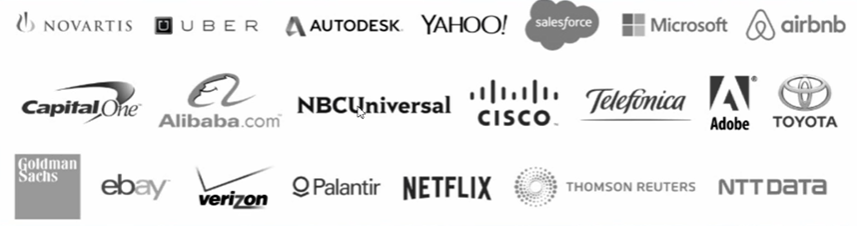 NOVARTIS UBER AUTODESK. YAHOO! salesforce Microsoft airbnb
Capital One Alibaba.com NBCUniversal CISCO Telefónica Adobe TOYOTA
Goldman
Sachs
ebay verizon Palantir NETFLIX THOMSON REUTERS NTT DATA